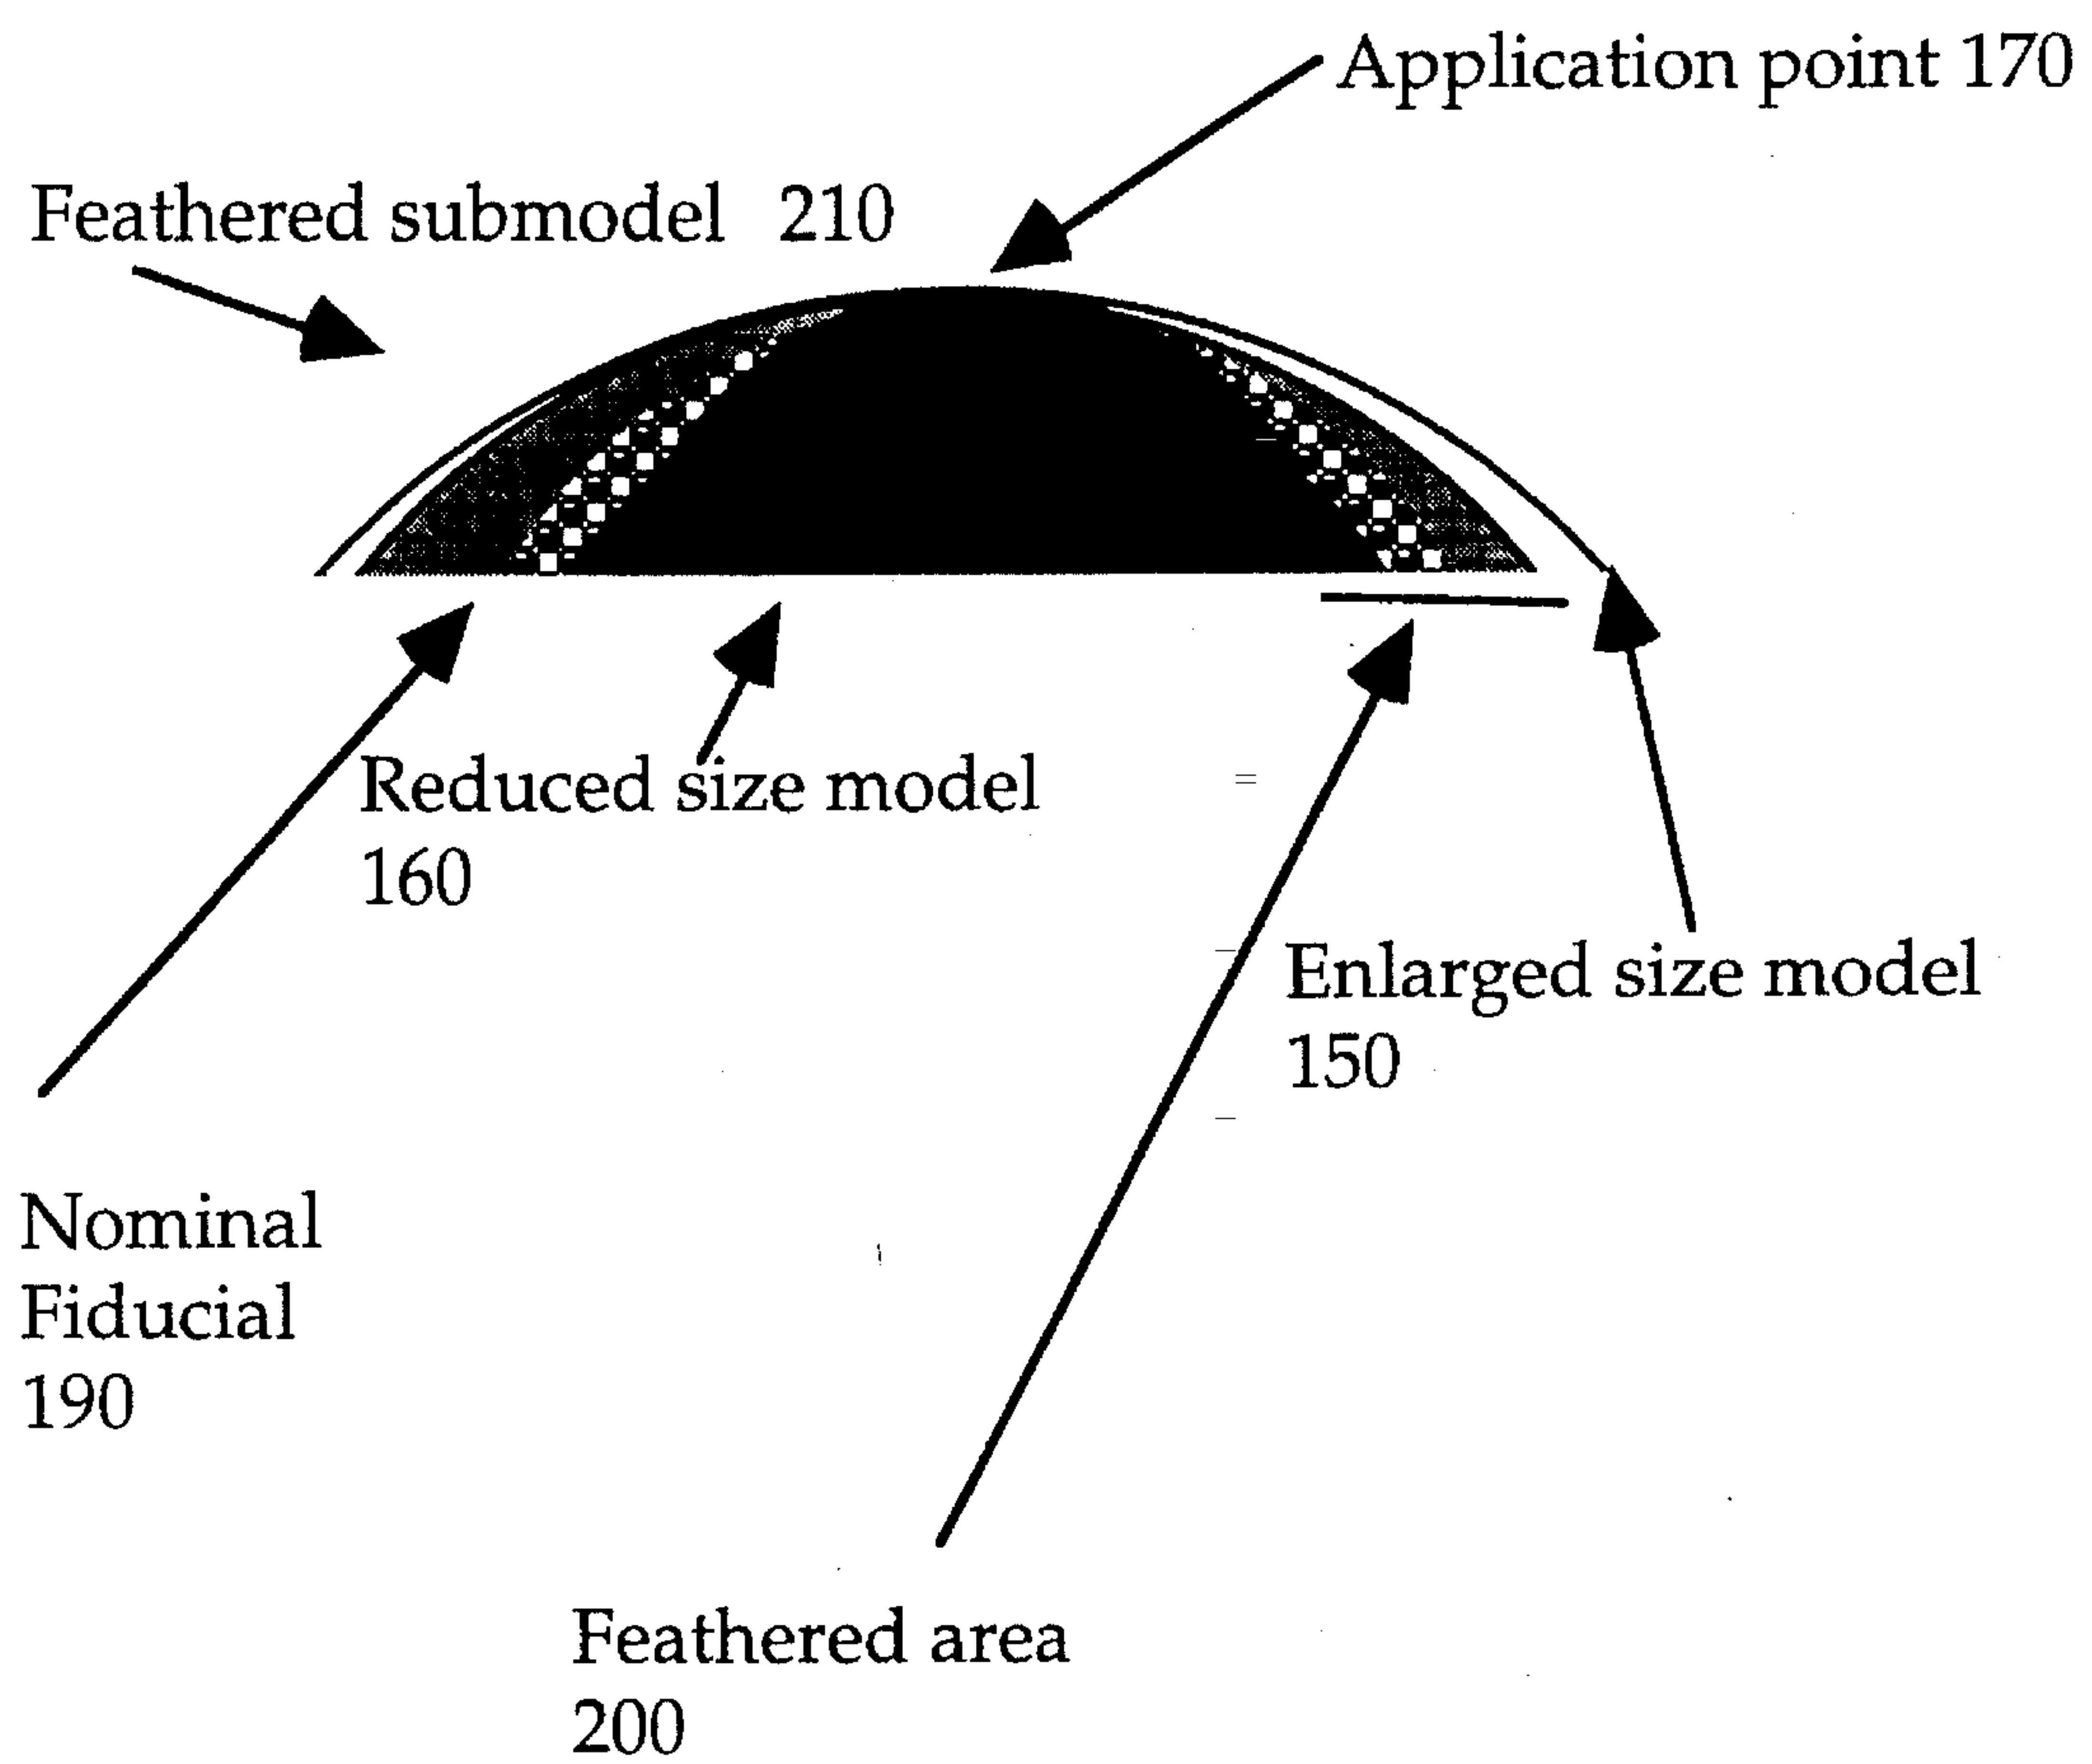 Application point 170
Feathered submodel 210
Reduced size model
160
Enlarged size model
150
Nominal
Fiducial
190
Feathered area
200